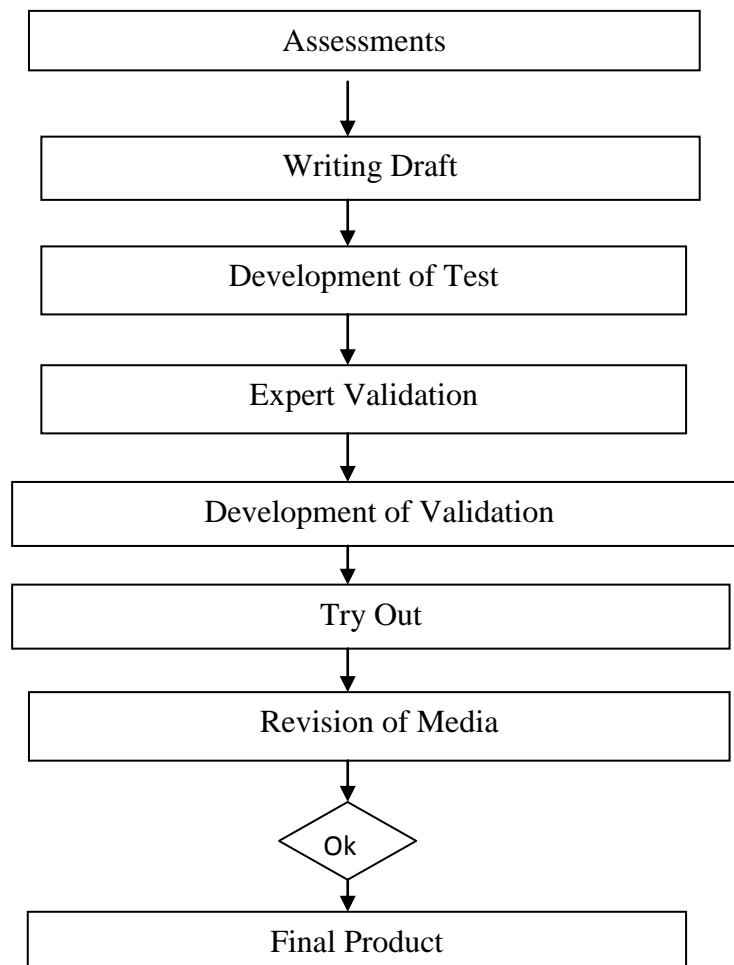 Assessments
Writing Draft
Development of Test
Expert Validation
Development of Validation
Try Out
Revision of Media
Ok
Final Product